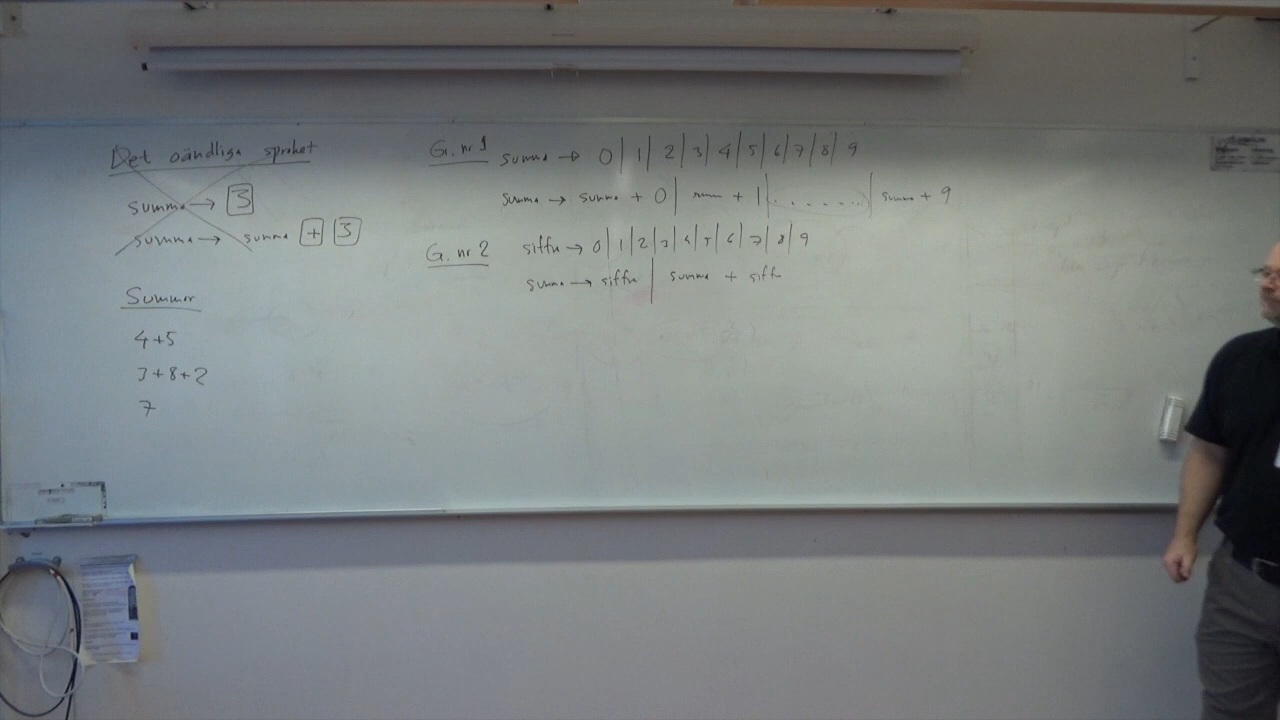 Det oändliga språket
summa → 3
summa → summa + 3
Summor
4+5
3+8+2
7
G. nr 1 summa → 0 | 1 | 2 | 3 | 4 | 5 | 6 | 7 | 8 | 9
summa → summa + 0 | summa + 1 | ........ | summa + 9
G. nr 2 siffra → 0 | 1 | 2 | 3 | 4 | 5 | 6 | 7 | 8 | 9
summa → siffra | summa + siffra